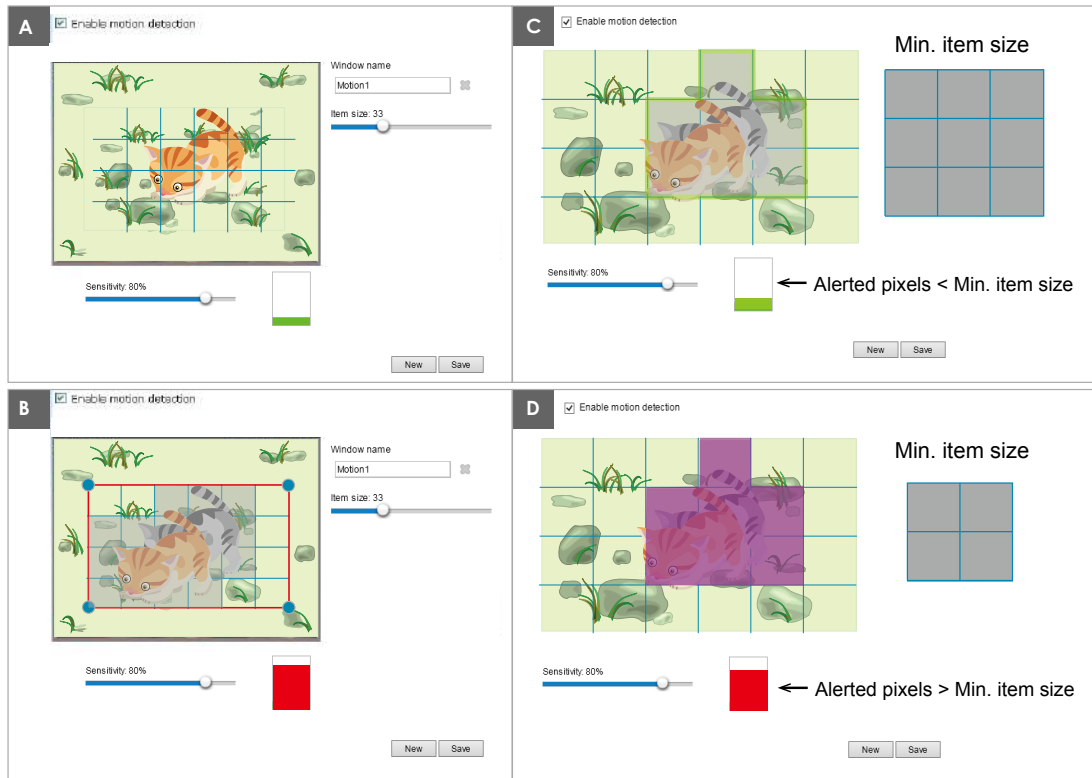 A
Enable motion detection
Window name
Motion1
Item size: 33
Sensitivity: 80%
New
Save
B
Enable motion detection
Window name
Motion1
Item size: 33
Sensitivity: 80%
New
Save
C
Enable motion detection
Min. item size
Sensitivity: 80%
Alerted pixels < Min. item size
New
Save
D
Enable motion detection
Min. item size
Sensitivity: 80%
Alerted pixels > Min. item size
New
Save